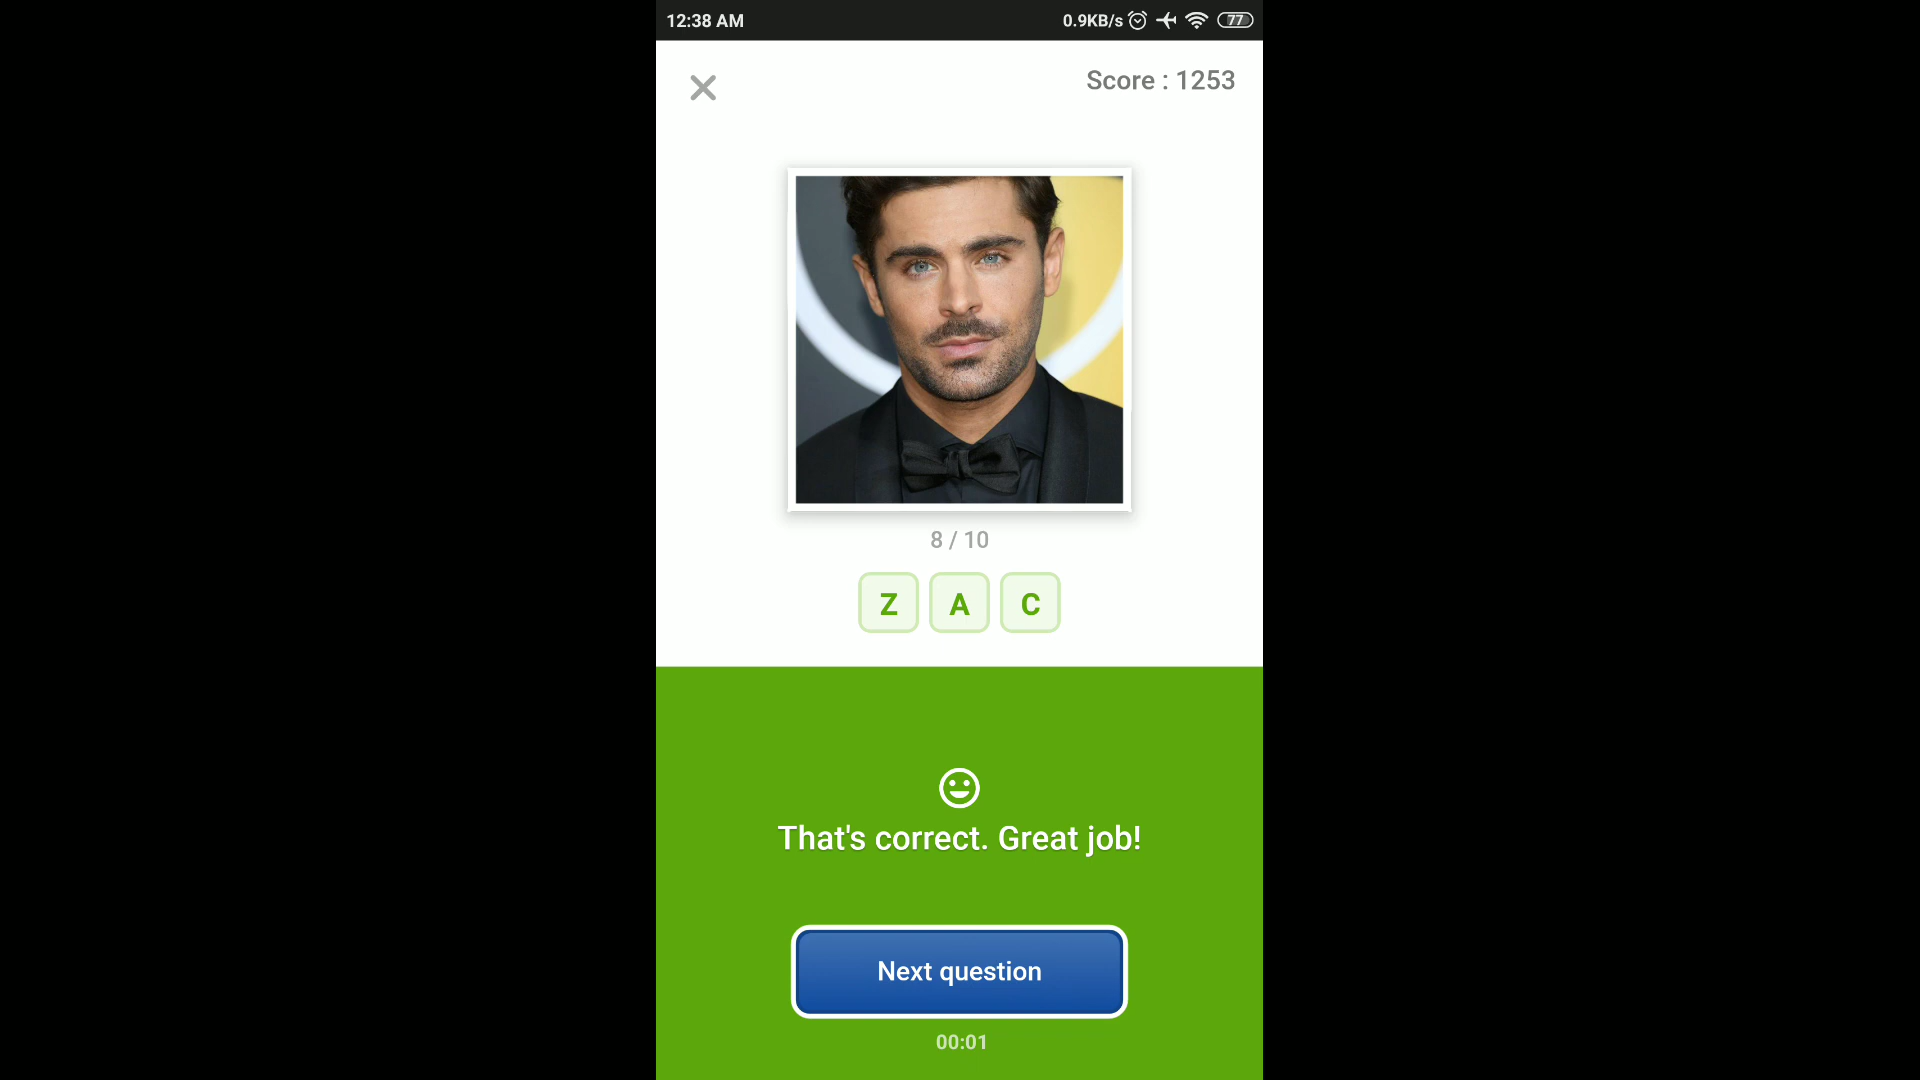 12:38 AM 0.9KB/s 77
Score : 1253
8 / 10
Z A C
That's correct. Great job!
Next question
00:01